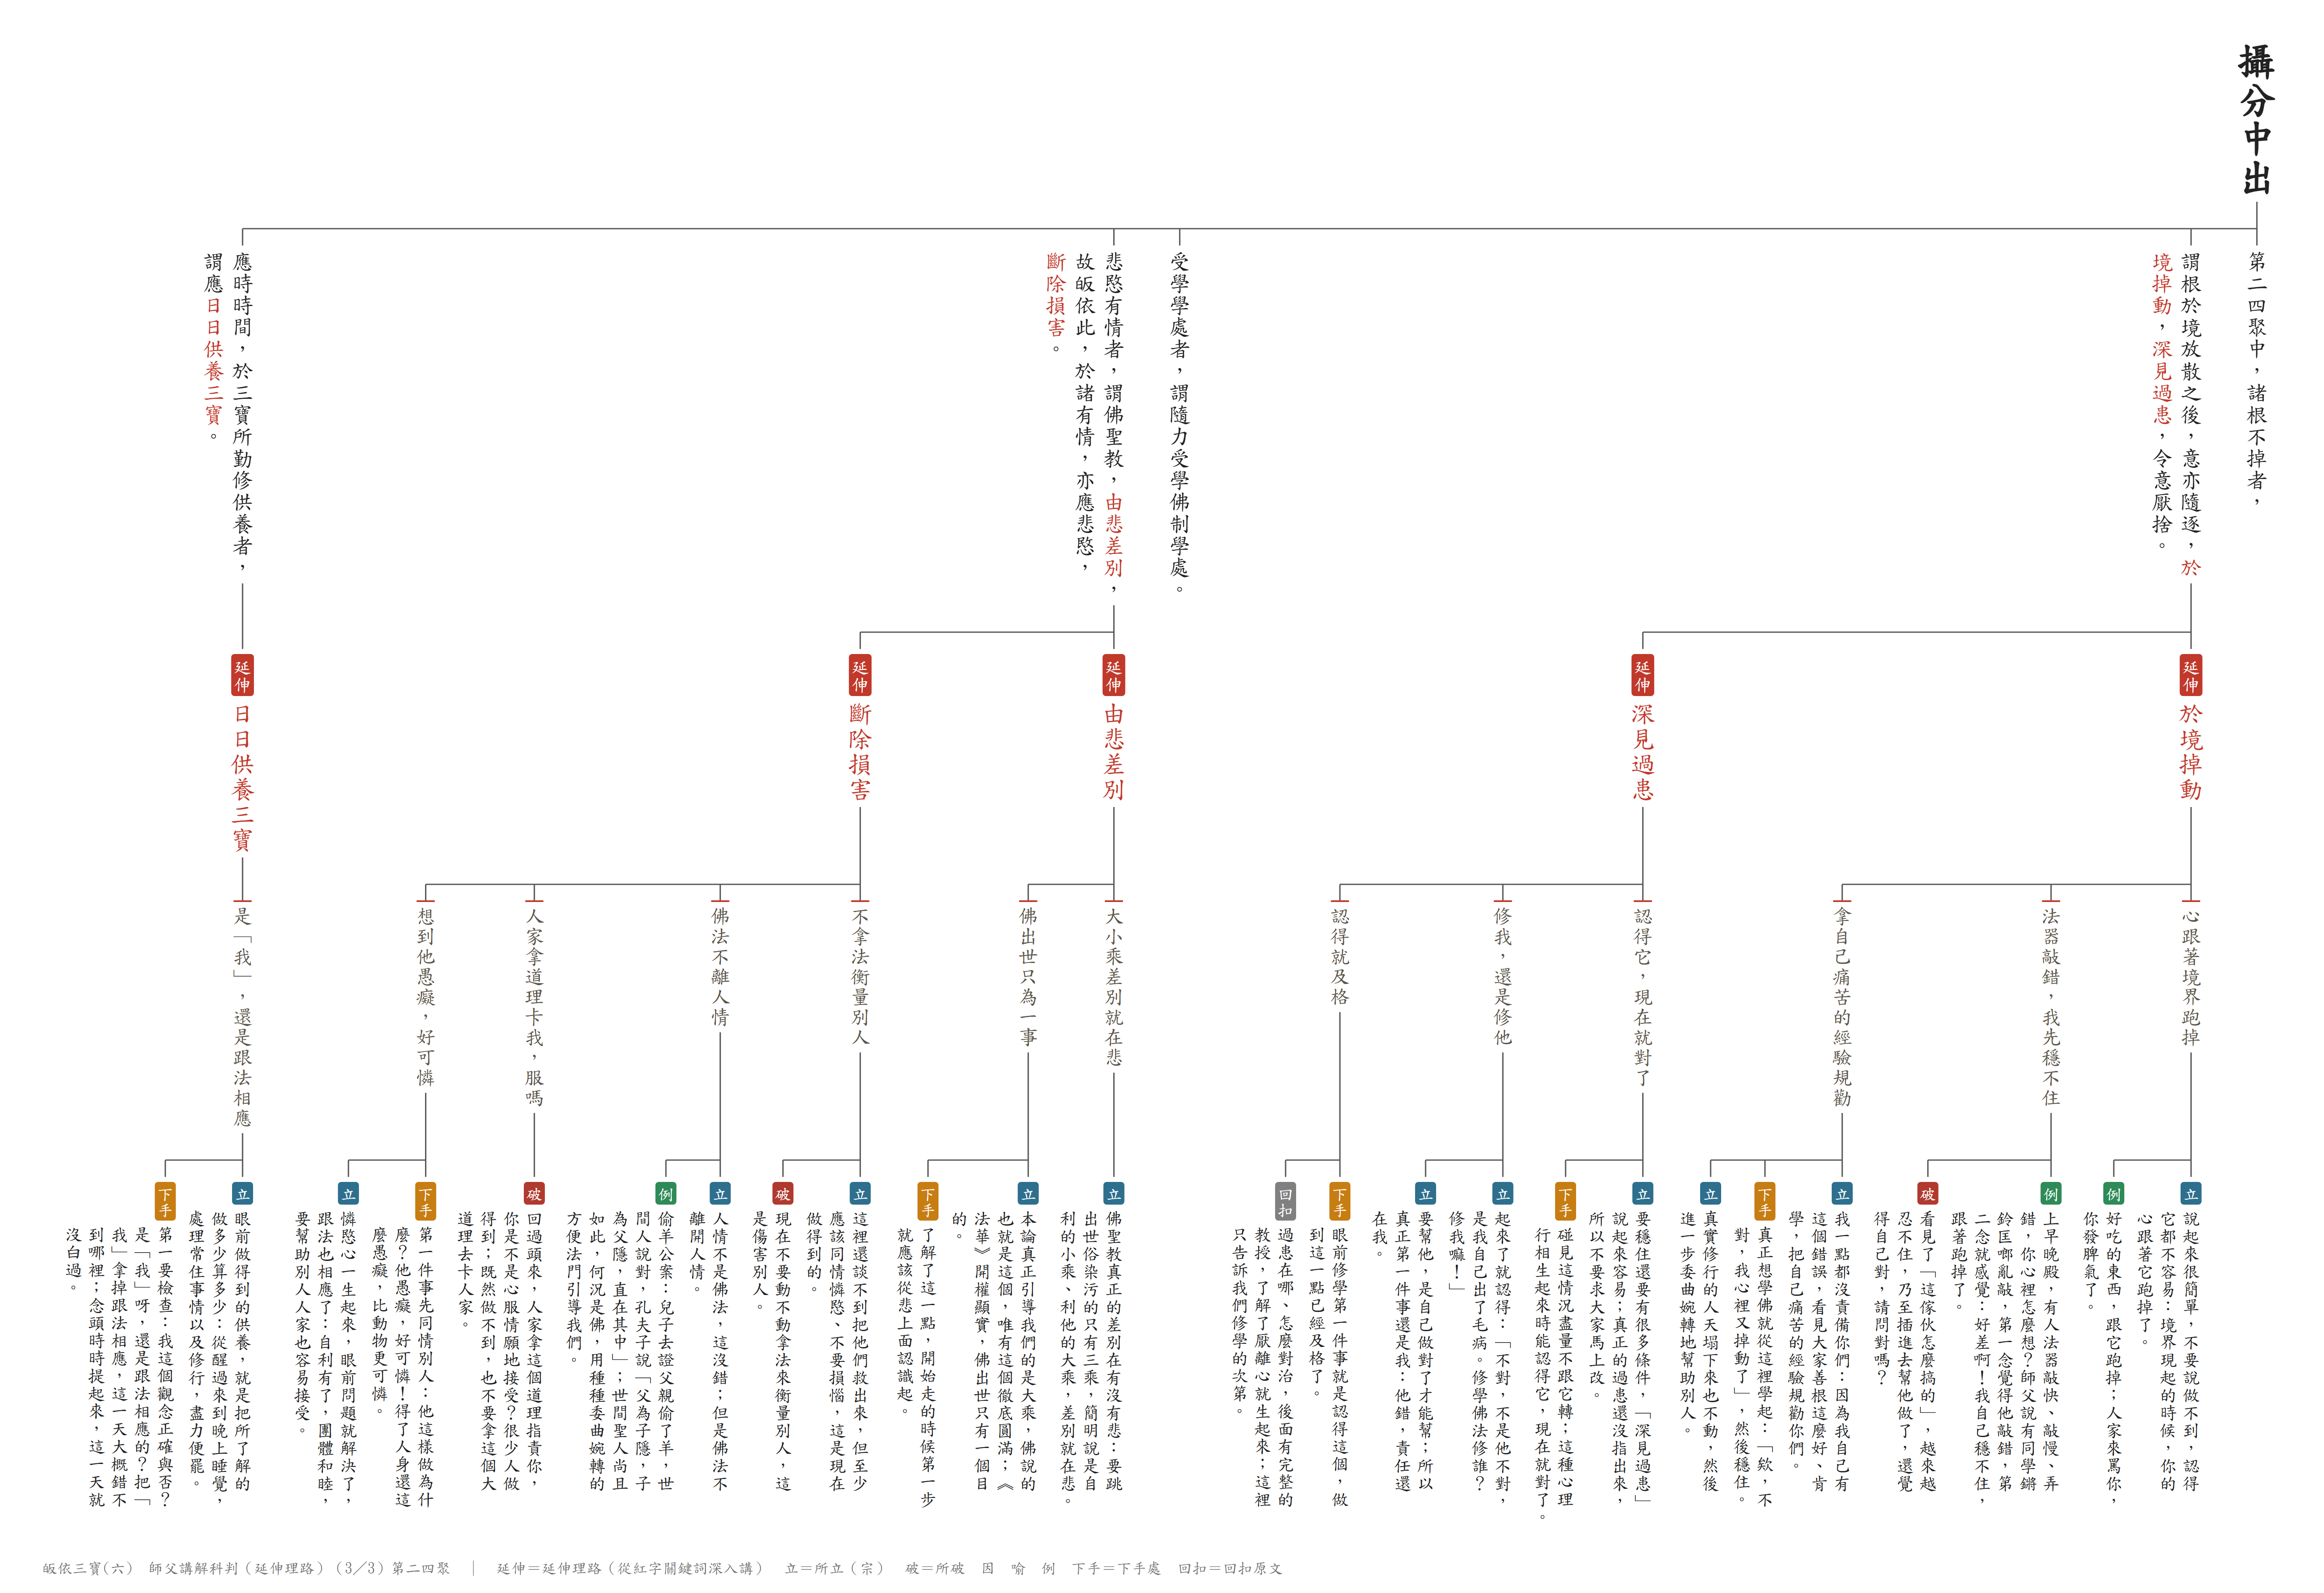 攝分中出
第二四聚中，諸根不掉者，
謂根於境放散之後，意亦隨逐，於
境掉動，深見過患，令意厭捨。
受學學處者，謂隨力受學佛制學處。
悲愍有情者，謂佛聖教，由悲差別，
故皈依此，於諸有情，亦應悲愍，
斷除損害。
應時時間，於三寶所勤修供養者，
謂應日日供養三寶。
延伸
於境掉動
延伸
深見過患
延伸
由悲差別
延伸
斷除損害
延伸
日日供養三寶
心跟著境界跑掉
法器敲錯，我先穩不住
拿自己痛苦的經驗規勸
認得它，現在就對了
修我，還是修他
認得就及格
大小乘差別就在悲
佛出世只為一事
不拿法衡量別人
佛法不離人情
人家拿道理卡我，服嗎
想到他愚癡，好可憐
是「我」，還是跟法相應
立
說起來很簡單，不要說做不到，認得
它都不容易：境界現起的時候，你的
心跟著它跑掉了。
例
好吃的東西，跟它跑掉；人家來罵你，
你發脾氣了。
例
上早晚殿，有人法器敲快、敲慢、弄
錯，你心裡怎麼想？師父說有同學鏘
鈴匡啷亂敲，第一念覺得他敲錯，第
二念就感覺：好差啊！我自己穩不住，
跟著跑掉了。
破
看見了「這傢伙怎麼搞的」，越來越
忍不住，乃至插進去幫他做了，還覺
得自己對，請問對嗎？
立
我一點都沒責備你們：因為我自己有
這個錯誤，看見大家善根這麼好、肯
學，把自己痛苦的經驗規勸你們。
下手
真正想學佛就從這裡學起：「欸，不
對，我心裡又掉動了」，然後穩住。
立
真實修行的人天塌下來也不動，然後
進一步委曲婉轉地幫助別人。
立
要穩住還要有很多條件，「深見過患」
說起來容易；真正的過患還沒指出來，
所以不要求大家馬上改。
下手
碰見這情況盡量不跟它轉；這種心理
行相生起來時能認得它，現在就對了。
立
起來了就認得：「不對，不是他不對，
是我自己出了毛病。修學佛法修誰？
修我嘛！」
立
要幫他，是自己做對了才能幫；所以
真正第一件事還是我：他錯，責任還
在我。
下手
眼前修學第一件事就是認得這個，做
到這一點已經及格了。
回扣
過患在哪、怎麼對治，後面有完整的
教授，了解了厭離心就生起來；這裡
只告訴我們修學的次第。
立
佛聖教真正的差別在有沒有悲：要跳
出世俗染污的只有三乘，簡明說是自
利的小乘、利他的大乘，差別就在悲。
立
本論真正引導我們的是大乘，佛說的
也就是這個，唯有這個徹底圓滿；《
法華》開權顯實，佛出世只有一個目
的。
下手
了解了這一點，開始走的時候第一步
就應該從悲上面認識起。
立
這裡還談不到把他們救出來，但至少
應該同情憐愍、不要損惱，這是現在
做得到的。
破
現在不要動不動拿法來衡量別人，這
是傷害別人。
立
人情不是佛法，這沒錯；但是佛法不
離開人情。
例
偷羊公案：兒子去證父親偷了羊，世
間人說對，孔夫子說「父為子隱，子
為父隱，直在其中」；世間聖人尚且
如此，何況是佛，用種種委曲婉轉的
方便法門引導我們。
破
回過頭來，人家拿這個道理指責你，
你是不是心服情願地接受？很少人做
得到；既然做不到，也不要拿這個大
道理去卡人家。
下手
第一件事先同情別人：他這樣做為什
麼？他愚癡，好可憐！得了人身還這
麼愚癡，比動物更可憐。
立
憐愍心一生起來，眼前問題就解決了，
跟法也相應了：自利有了，團體和睦，
要幫助別人人家也容易接受。
立
眼前做得到的供養，就是把所了解的
做多少算多少：從醒過來到晚上睡覺，
處理常住事情以及修行，盡力便罷。
下手
第一要檢查：我這個觀念正確與否？
是「我」呀，還是跟法相應的？把「
我」拿掉跟法相應，這一天大概錯不
到哪裡；念頭時時提起來，這一天就
沒白過。
皈依三寶(六)　師父講解科判（延伸理路）（3／3）第二四聚　｜　延伸＝延伸理路（從紅字關鍵詞深入講）　立＝所立（宗）　破＝所破　因　喻　例　下手＝下手處　回扣＝回扣原文